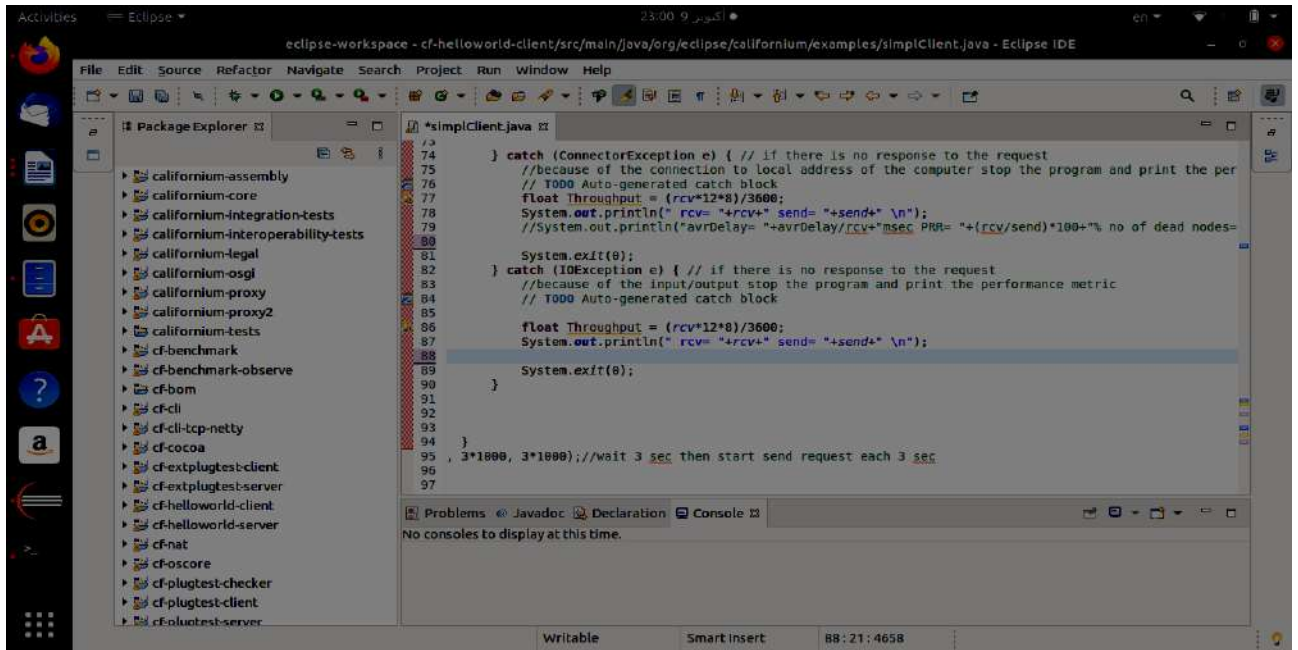 Activities
Eclipse
23:00 9 أكتوبر
en
eclipse-workspace - cf-helloworld-client/src/main/java/org/eclipse/californium/examples/simplClient.java - Eclipse IDE
File Edit Source Refactor Navigate Search Project Run Window Help
Package Explorer
*simplClient.java
californium-assembly
californium-core
californium-integration-tests
californium-interoperability-tests
californium-legal
californium-osgi
californium-proxy
californium-proxy2
californium-tests
cf-benchmark
cf-benchmark-observe
cf-bom
cf-cli
cf-cli-tcp-netty
cf-cocoa
cf-extplugtest-client
cf-extplugtest-server
cf-helloworld-client
cf-helloworld-server
cf-nat
cf-oscore
cf-plugtest-checker
cf-plugtest-client
cf-plugtest-server
73
74 } catch (ConnectorException e) { // if there is no response to the request
75 //because of the connection to local address of the computer stop the program and print the per
76 // TODO Auto-generated catch block
77 float Throughput = (rcv*12*8)/3600;
78 System.out.println(" rcv= "+rcv+" send= "+send+" \n");
79 //System.out.println("avrDelay= "+avrDelay/rcv+"msec PRR= "+(rcv/send)*100+"% no of dead nodes=
80
81 System.exit(0);
82 } catch (IOException e) { // if there is no response to the request
83 //because of the input/output stop the program and print the performance metric
84 // TODO Auto-generated catch block
85
86 float Throughput = (rcv*12*8)/3600;
87 System.out.println(" rcv= "+rcv+" send= "+send+" \n");
88
89 System.exit(0);
90 }
91
92
93
94 }
95 , 3*1000, 3*1000);//wait 3 sec then start send request each 3 sec
96
97
Problems @ Javadoc Declaration Console
No consoles to display at this time.
Writable Smart Insert 88 : 21 : 4658